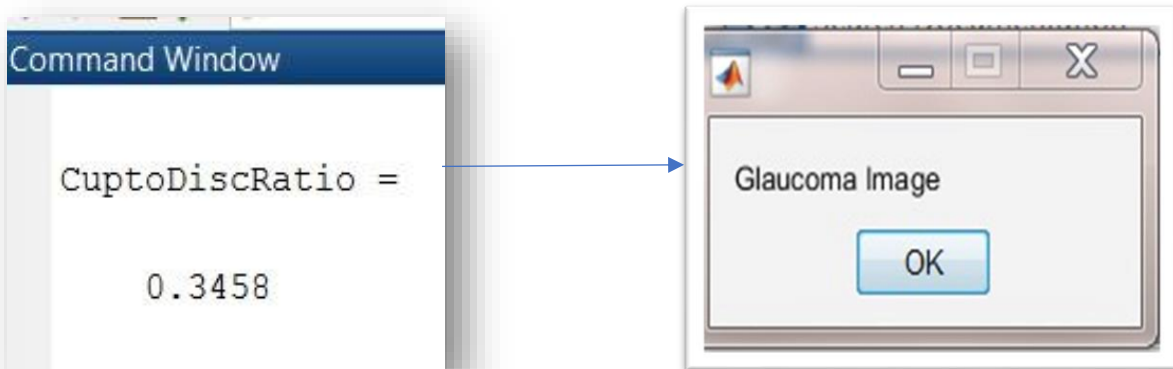 Command Window
CuptoDiscRatio =
0.3458
Glaucoma Image
OK